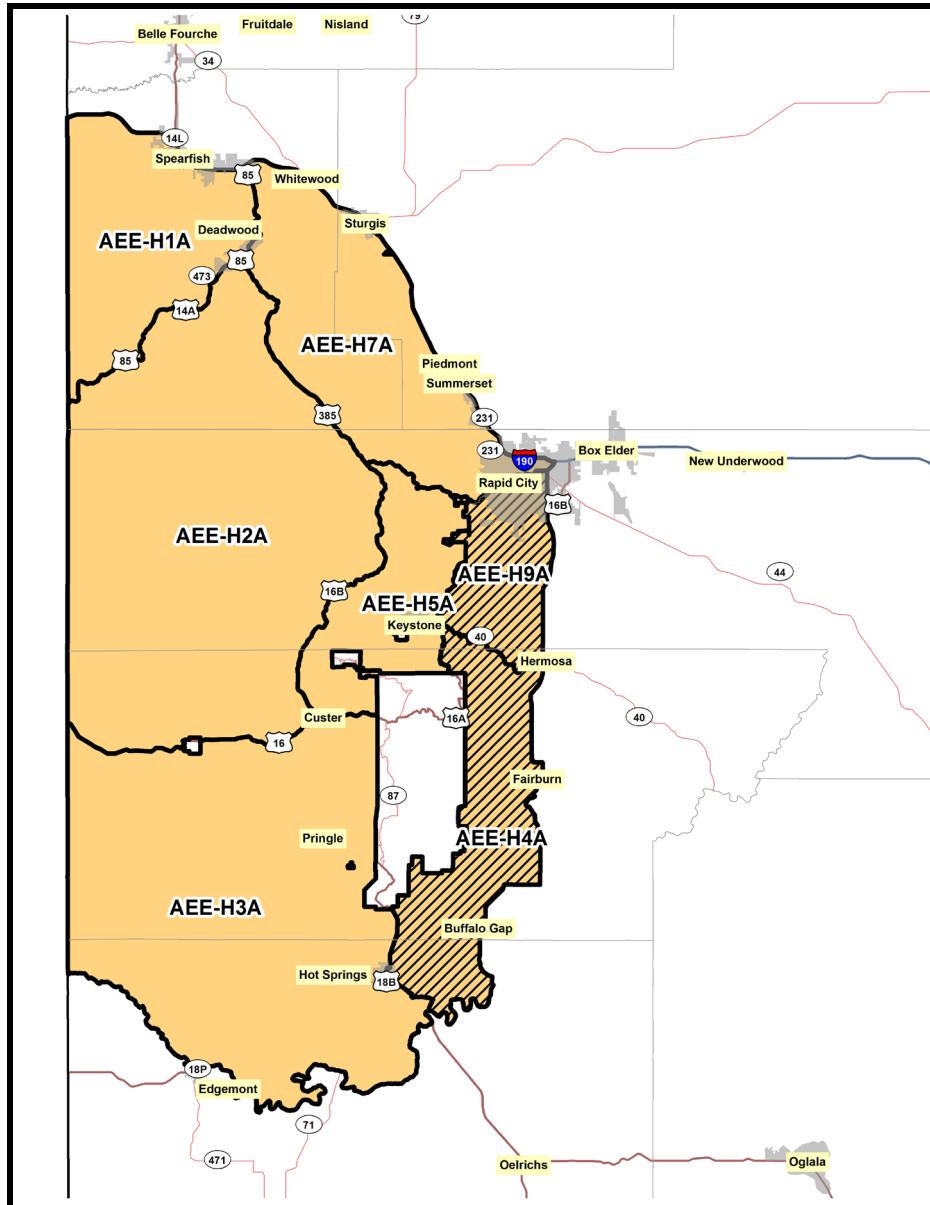 79
Fruitdale
Nisland
Belle Fourche
34
14L
Spearfish
85
Whitewood
Sturgis
Deadwood
AEE-H1A
85
473
14A
AEE-H7A
85
Piedmont
Summerset
385
231
231
190
Box Elder
New Underwood
Rapid City
16B
AEE-H2A
44
AEE-H9A
16B
AEE-H5A
Keystone
40
Hermosa
Custer
16A
40
16
Fairburn
87
Pringle
AEE-H4A
AEE-H3A
Buffalo Gap
Hot Springs
18B
18P
Edgemont
71
471
Oelrichs
Oglala